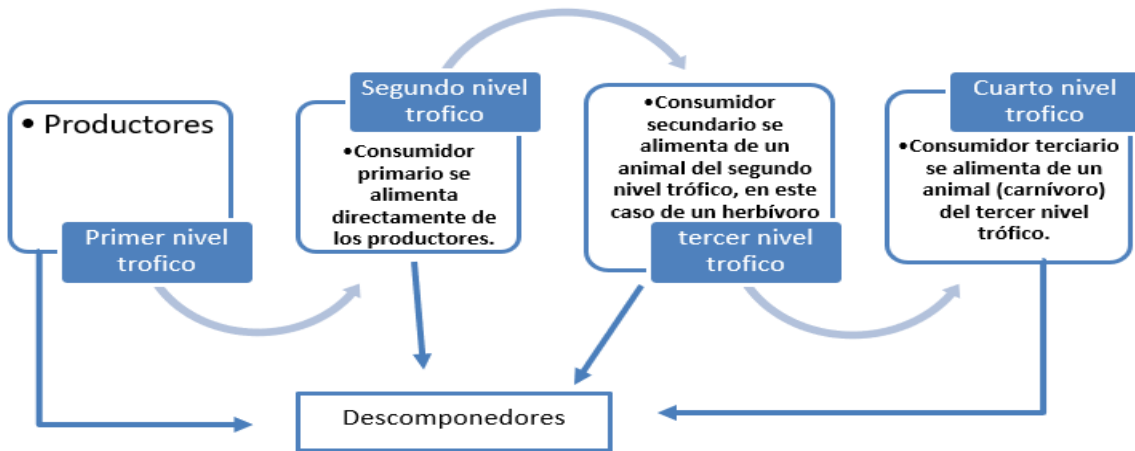 • Productores
Primer nivel
trofico
Segundo nivel
trofico
•Consumidor
primario se
alimenta
directamente de
los productores.
•Consumidor
secundario se
alimenta de un
animal del segundo
nivel trófico, en este
caso de un herbívoro
tercer nivel
trofico
Cuarto nivel
trofico
•Consumidor terciario
se alimenta de un
animal (carnívoro)
del tercer nivel
trófico.
Descomponedores